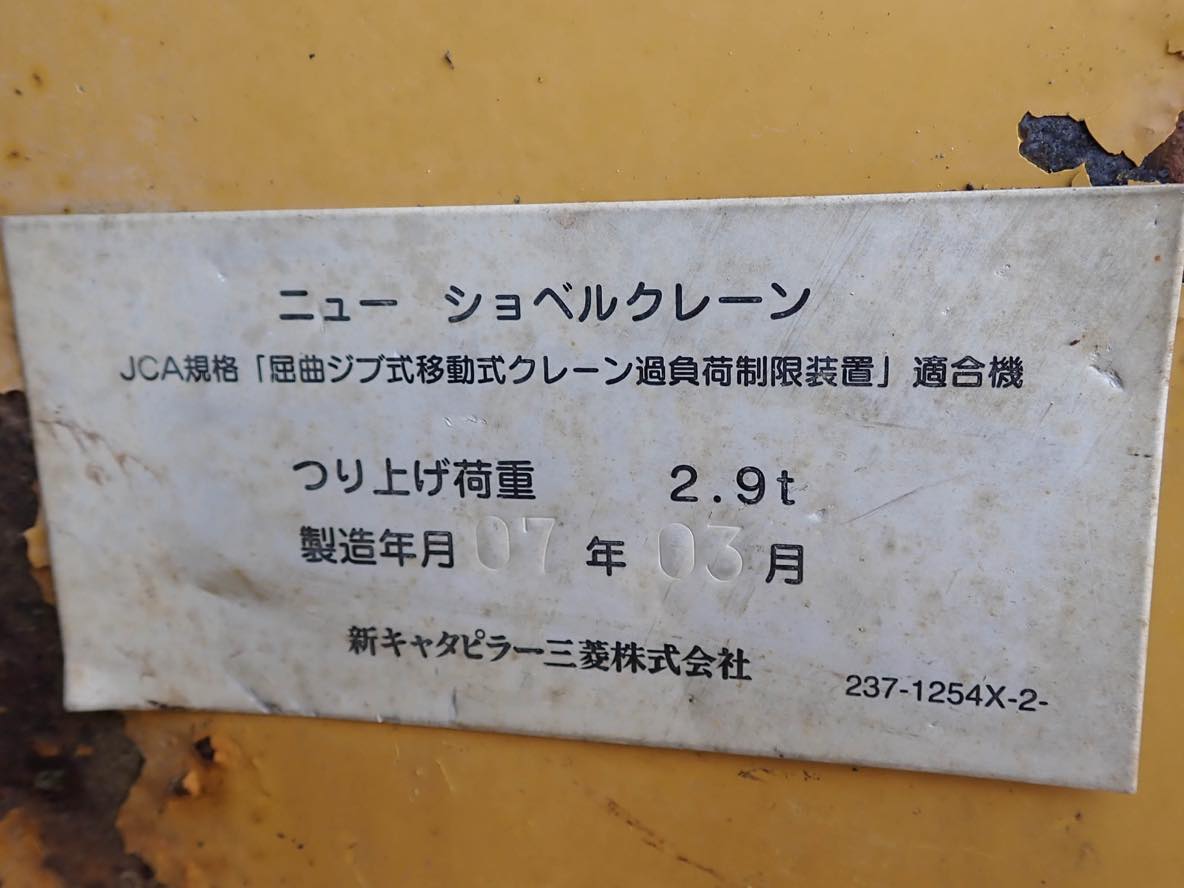 ニュー ショベルクレーン
JCA規格「屈曲ジブ式移動式クレーン過負荷制限装置」適合機
つり上げ荷重 2.9t
製造年月 07 年 03 月
新キャタピラー三菱株式会社
237-1254X-2-